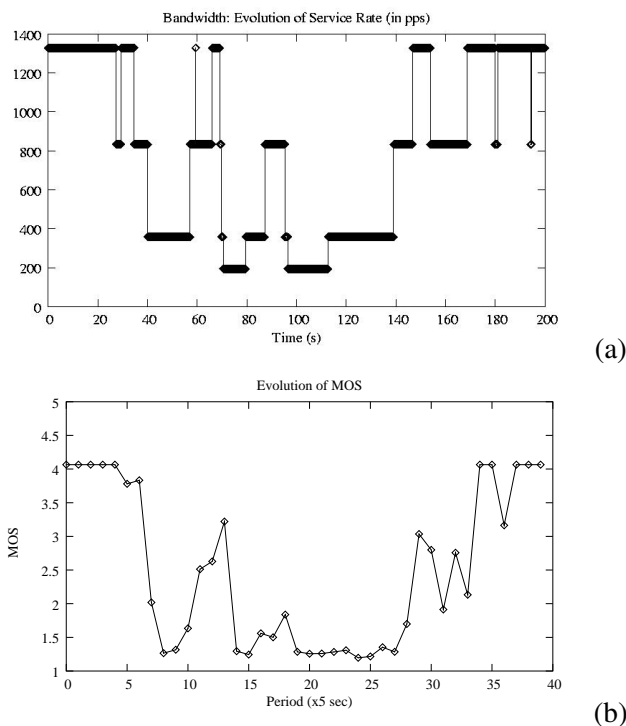 Bandwidth: Evolution of Service Rate (in pps)
1400
1200
1000
800
600
400
200
0
0 20 40 60 80 100 120 140 160 180 200
Time (s)
(a)
Evolution of MOS
5
4.5
4
3.5
3
2.5
2
1.5
1
MOS
0 5 10 15 20 25 30 35 40
Period (x5 sec)
(b)